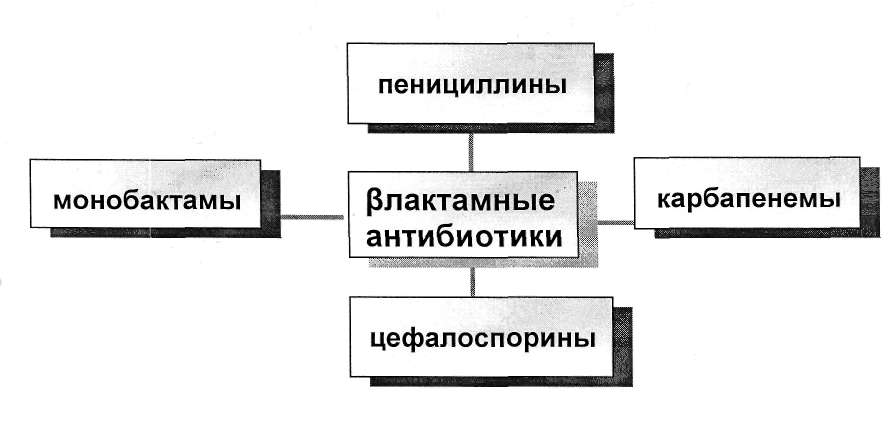 пенициллины
монобактамы
βлактамные
антибиотики
карбапенемы
цефалоспорины